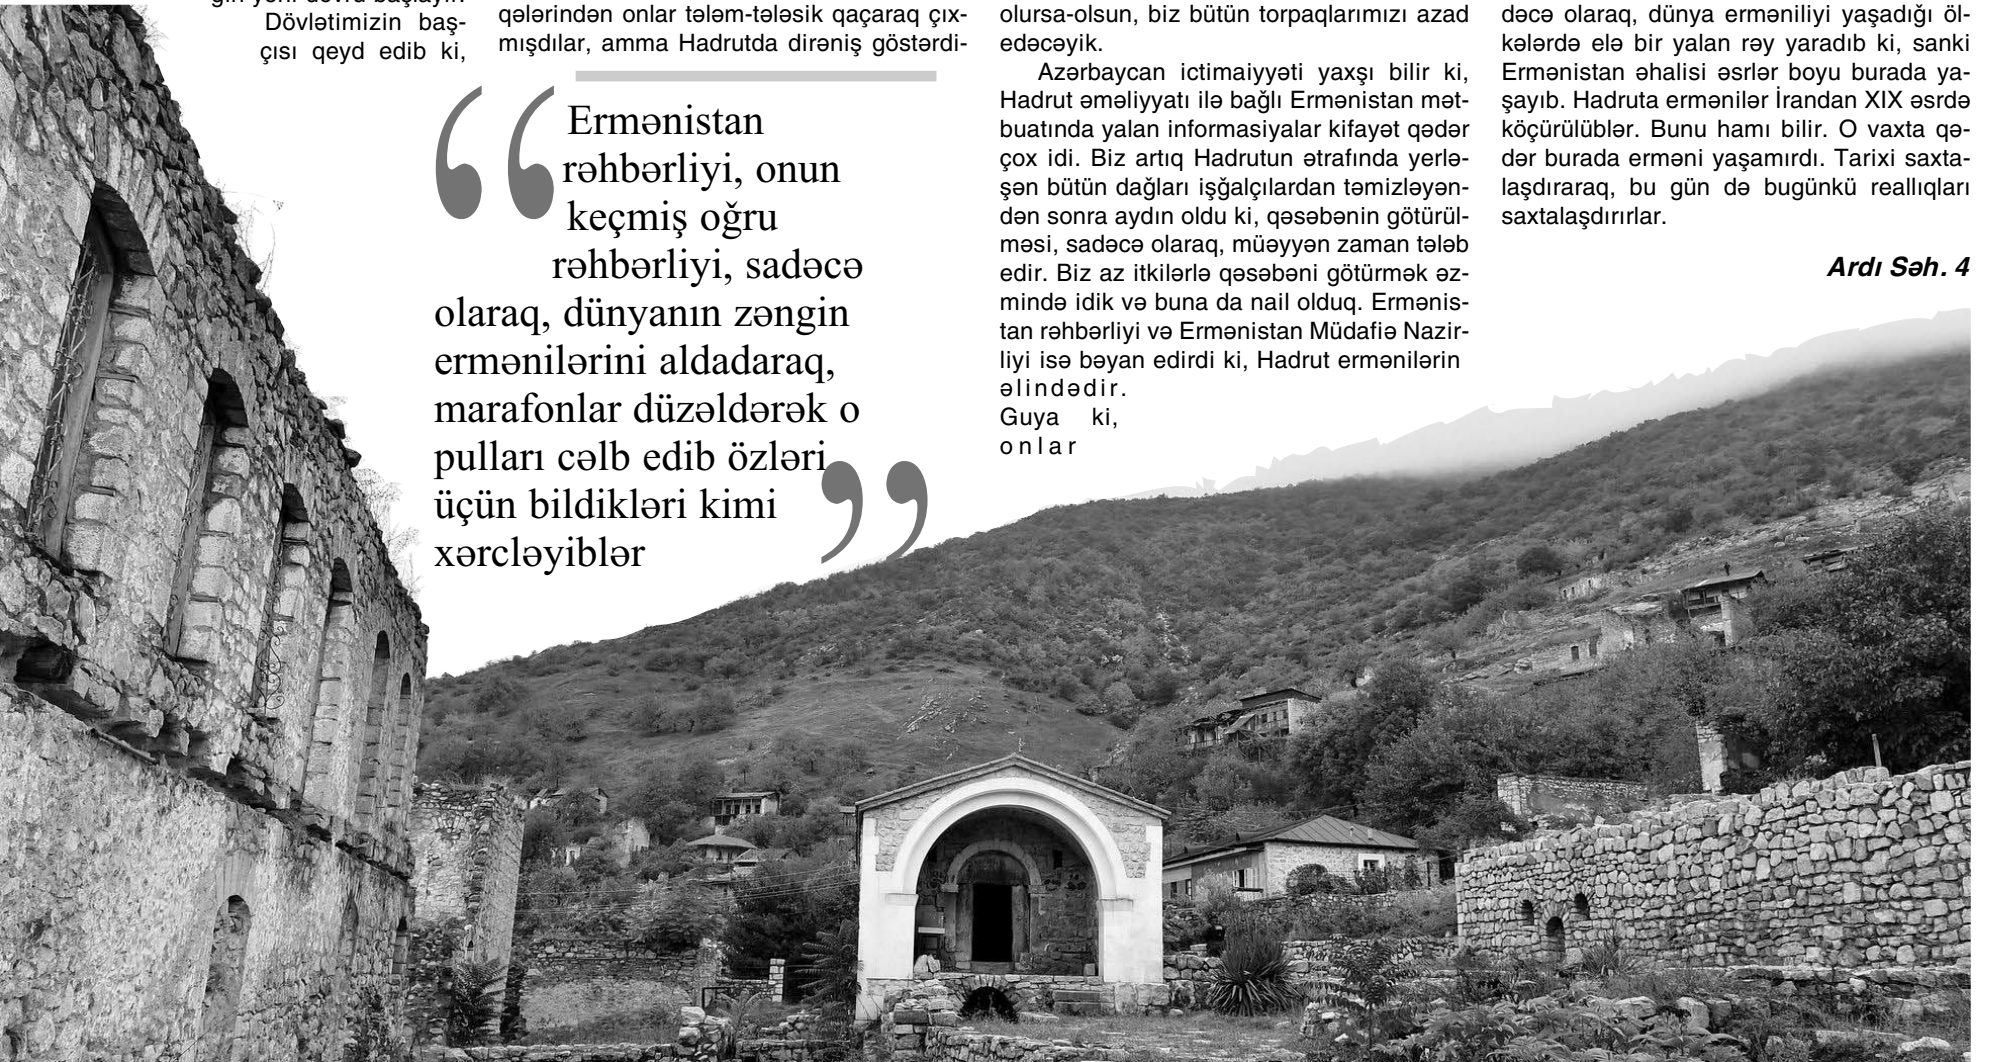 Dövlətimizin baş-
çısı qeyd edib ki,
qələrindən onlar tələm-tələsik qaçaraq çıx-
mışdılar, amma Hadrutda dirəniş göstərdi-
Ermənistan
rəhbərliyi, onun
keçmiş oğru
rəhbərliyi, sadəcə
olaraq, dünyanın zəngin
ermənilərini aldadaraq,
marafonlar düzəldərək o
pulları cəlb edib özləri
üçün bildikləri kimi
xərcləyiblər
olursa-olsun, biz bütün torpaqlarımızı azad
edəcəyik.
Azərbaycan ictimaiyyəti yaxşı bilir ki,
Hadrut əməliyyatı ilə bağlı Ermənistan mət-
buatında yalan informasiyalar kifayət qədər
çox idi. Biz artıq Hadrutun ətrafında yerlə-
şən bütün dağları işğalçılardan təmizləyən-
dən sonra aydın oldu ki, qəsəbənin götürül-
məsi, sadəcə olaraq, müəyyən zaman tələb
edir. Biz az itkilərlə qəsəbəni götürmək əz-
mində idik və buna da nail olduq. Ermənis-
tan rəhbərliyi və Ermənistan Müdafiə Nazir-
liyi isə bəyan edirdi ki, Hadrut ermənilərin
əlindədir.
Guya ki,
onlar
dəcə olaraq, dünya erməniliyi yaşadığı öl-
kələrdə elə bir yalan rəy yaradıb ki, sanki
Ermənistan əhalisi əsrlər boyu burada ya-
şayıb. Hadruta ermənilər İrandan XIX əsrdə
köçürülüblər. Bunu hamı bilir. O vaxta qə-
dər burada erməni yaşamırdı. Tarixi saxta-
laşdıraraq, bu gün də bugünkü reallıqları
saxtalaşdırırlar.
Ardı Səh. 4